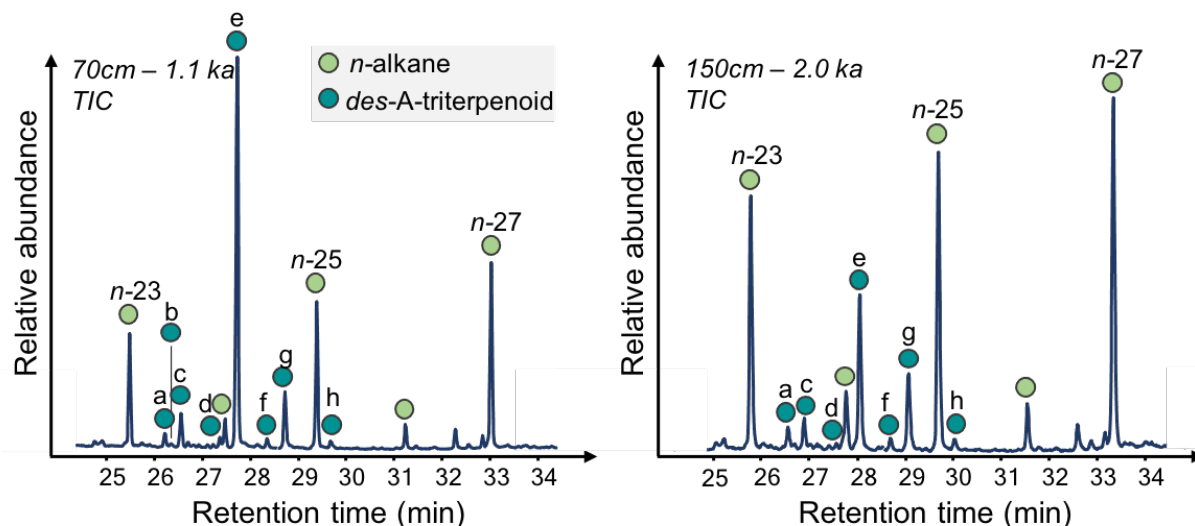 70cm – 1.1 ka
TIC
n-23
a
b
c
d
e
f
g
n-25
h
n-27
Relative abundance
25 26 27 28 29 30 31 32 33 34
Retention time (min)
n-alkane
des-A-triterpenoid
150cm – 2.0 ka
TIC
n-23
a
c
d
e
f
g
n-25
h
n-27
Relative abundance
25 26 27 28 29 30 31 32 33 34
Retention time (min)